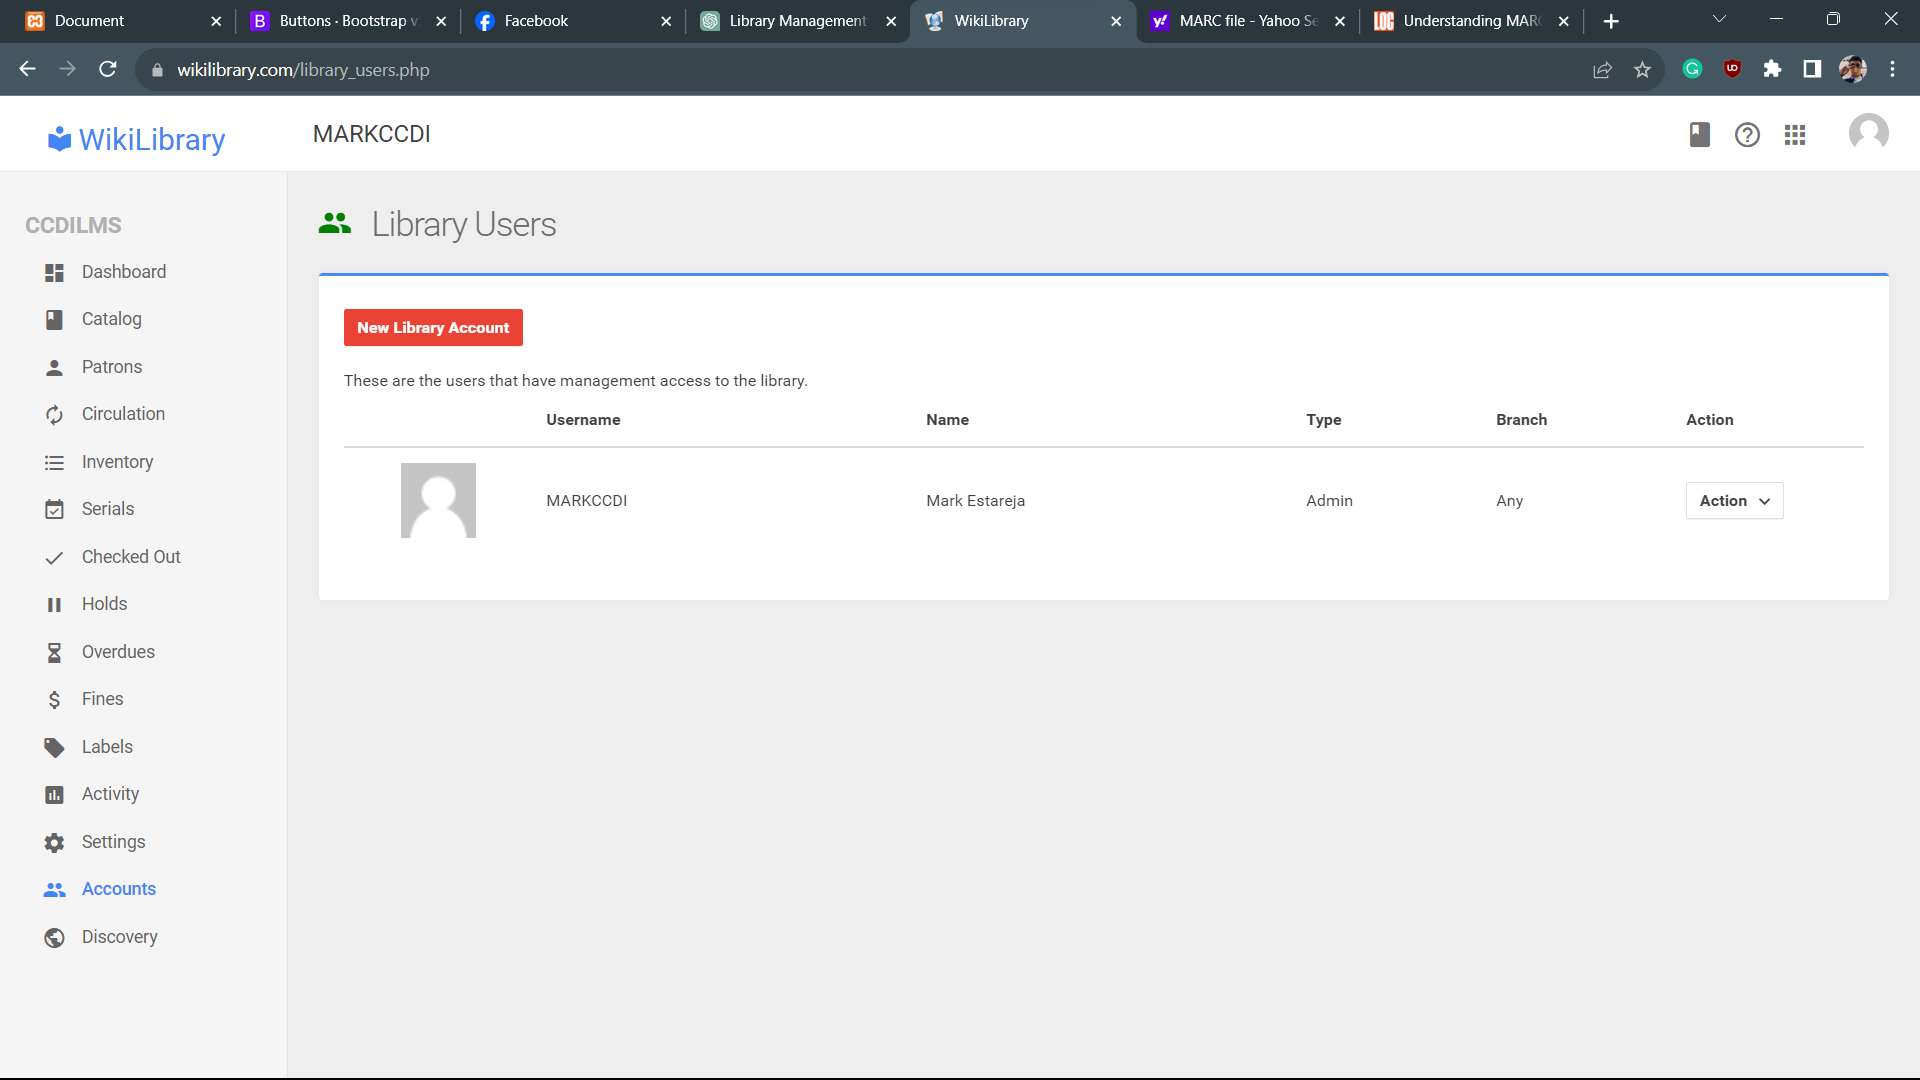 Document
Buttons · Bootstrap v
Facebook
Library Management
WikiLibrary
MARC file - Yahoo Se
Understanding MARC
wikilibrary.com/library_users.php
WikiLibrary
MARKCCDI
CCDILMS
Dashboard
Catalog
Patrons
Circulation
Inventory
Serials
Checked Out
Holds
Overdues
Fines
Labels
Activity
Settings
Accounts
Discovery
Library Users
New Library Account
These are the users that have management access to the library.
Username Name Type Branch Action
MARKCCDI Mark Estareja Admin Any Action